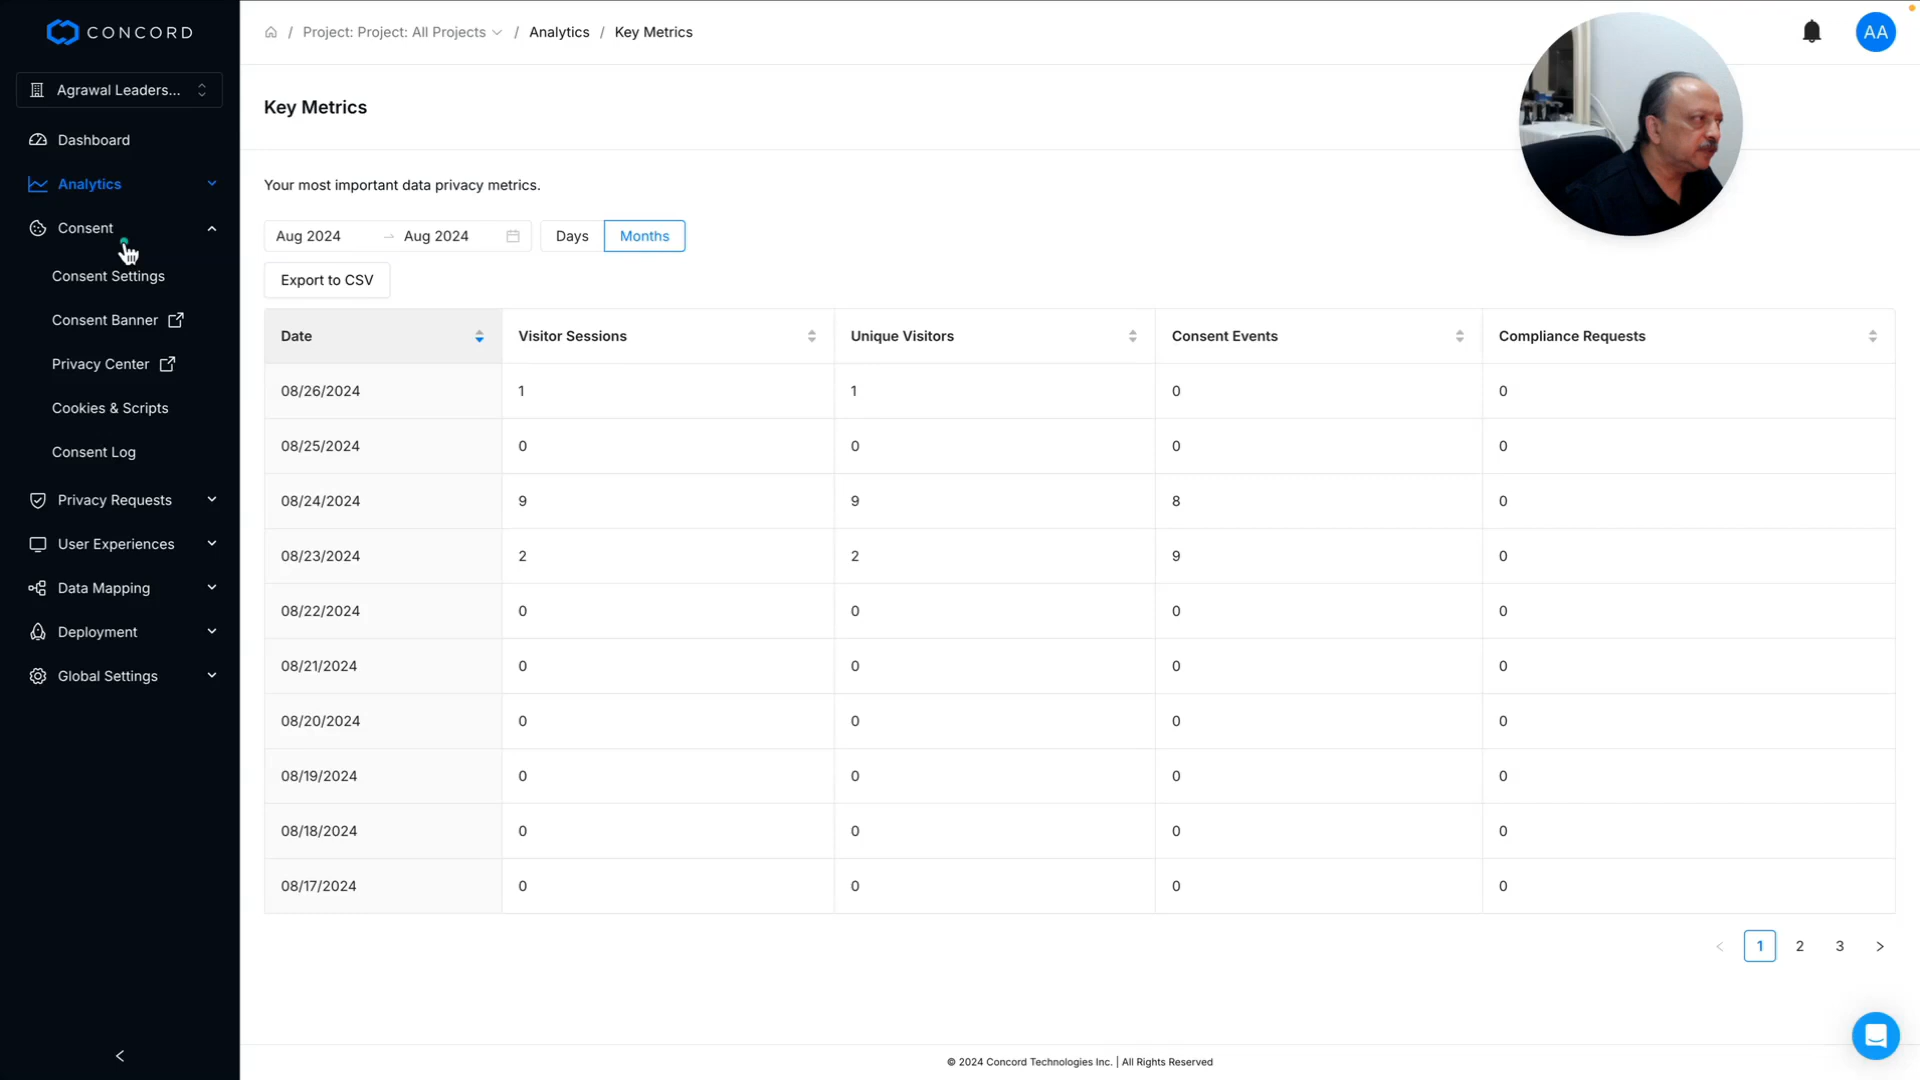 CONCORD
Agrawal Leaders...
Dashboard
Analytics
Consent
Consent Settings
Consent Banner
Privacy Center
Cookies & Scripts
Consent Log
Privacy Requests
User Experiences
Data Mapping
Deployment
Global Settings
/ Project: Project: All Projects / Analytics / Key Metrics
AA
Key Metrics
Your most important data privacy metrics.
Aug 2024 → Aug 2024 Days Months
Export to CSV
Date Visitor Sessions Unique Visitors Consent Events Compliance Requests
08/26/2024 1 1 0 0
08/25/2024 0 0 0 0
08/24/2024 9 9 8 0
08/23/2024 2 2 9 0
08/22/2024 0 0 0 0
08/21/2024 0 0 0 0
08/20/2024 0 0 0 0
08/19/2024 0 0 0 0
08/18/2024 0 0 0 0
08/17/2024 0 0 0 0
< 1 2 3 >
© 2024 Concord Technologies Inc. | All Rights Reserved